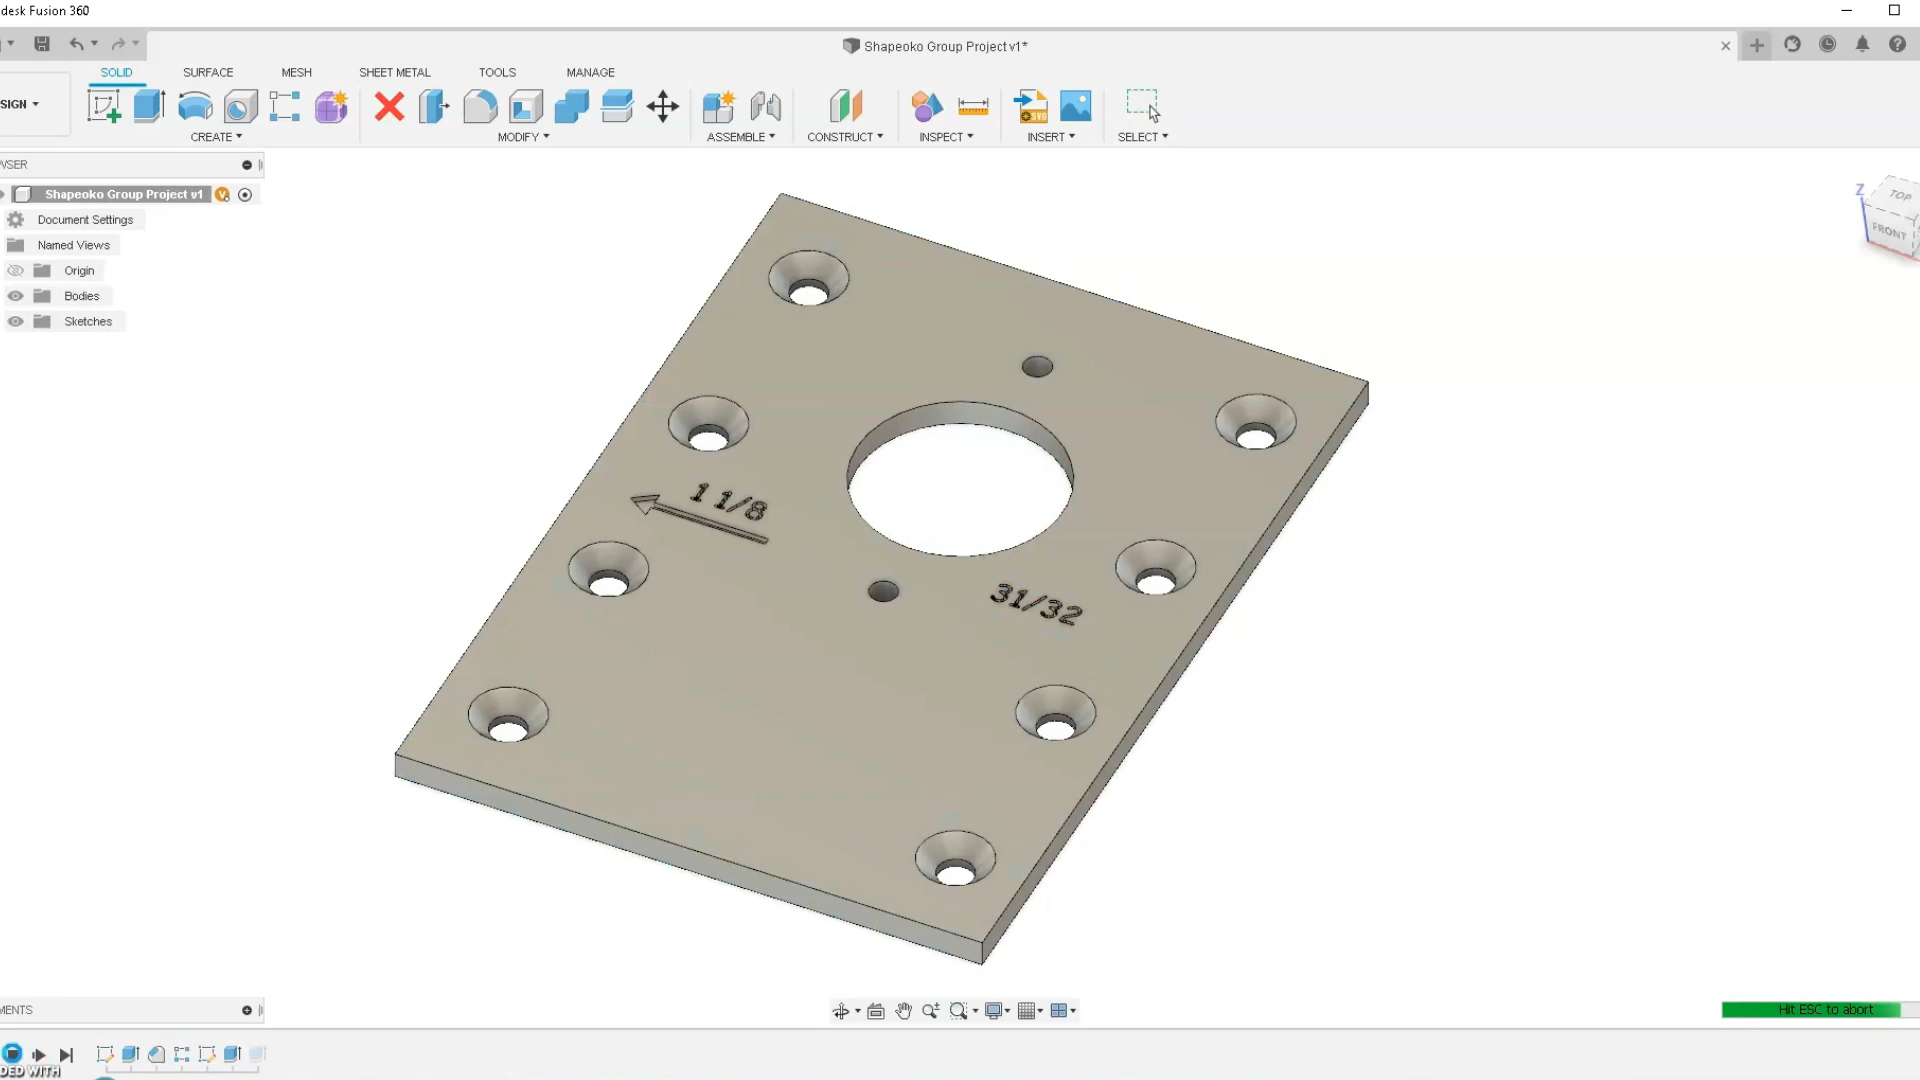 desk Fusion 360
Shapeoko Group Project v1*
SOLID SURFACE MESH SHEET METAL TOOLS MANAGE
SIGN
CREATE MODIFY ASSEMBLE CONSTRUCT INSPECT INSERT SELECT
SVG
WSER
Shapeoko Group Project v1
Document Settings
Named Views
Origin
Bodies
Sketches
Z
TOP
FRONT
1 1/8
31/32
MENTS
Hit ESC to abort
DED WITH